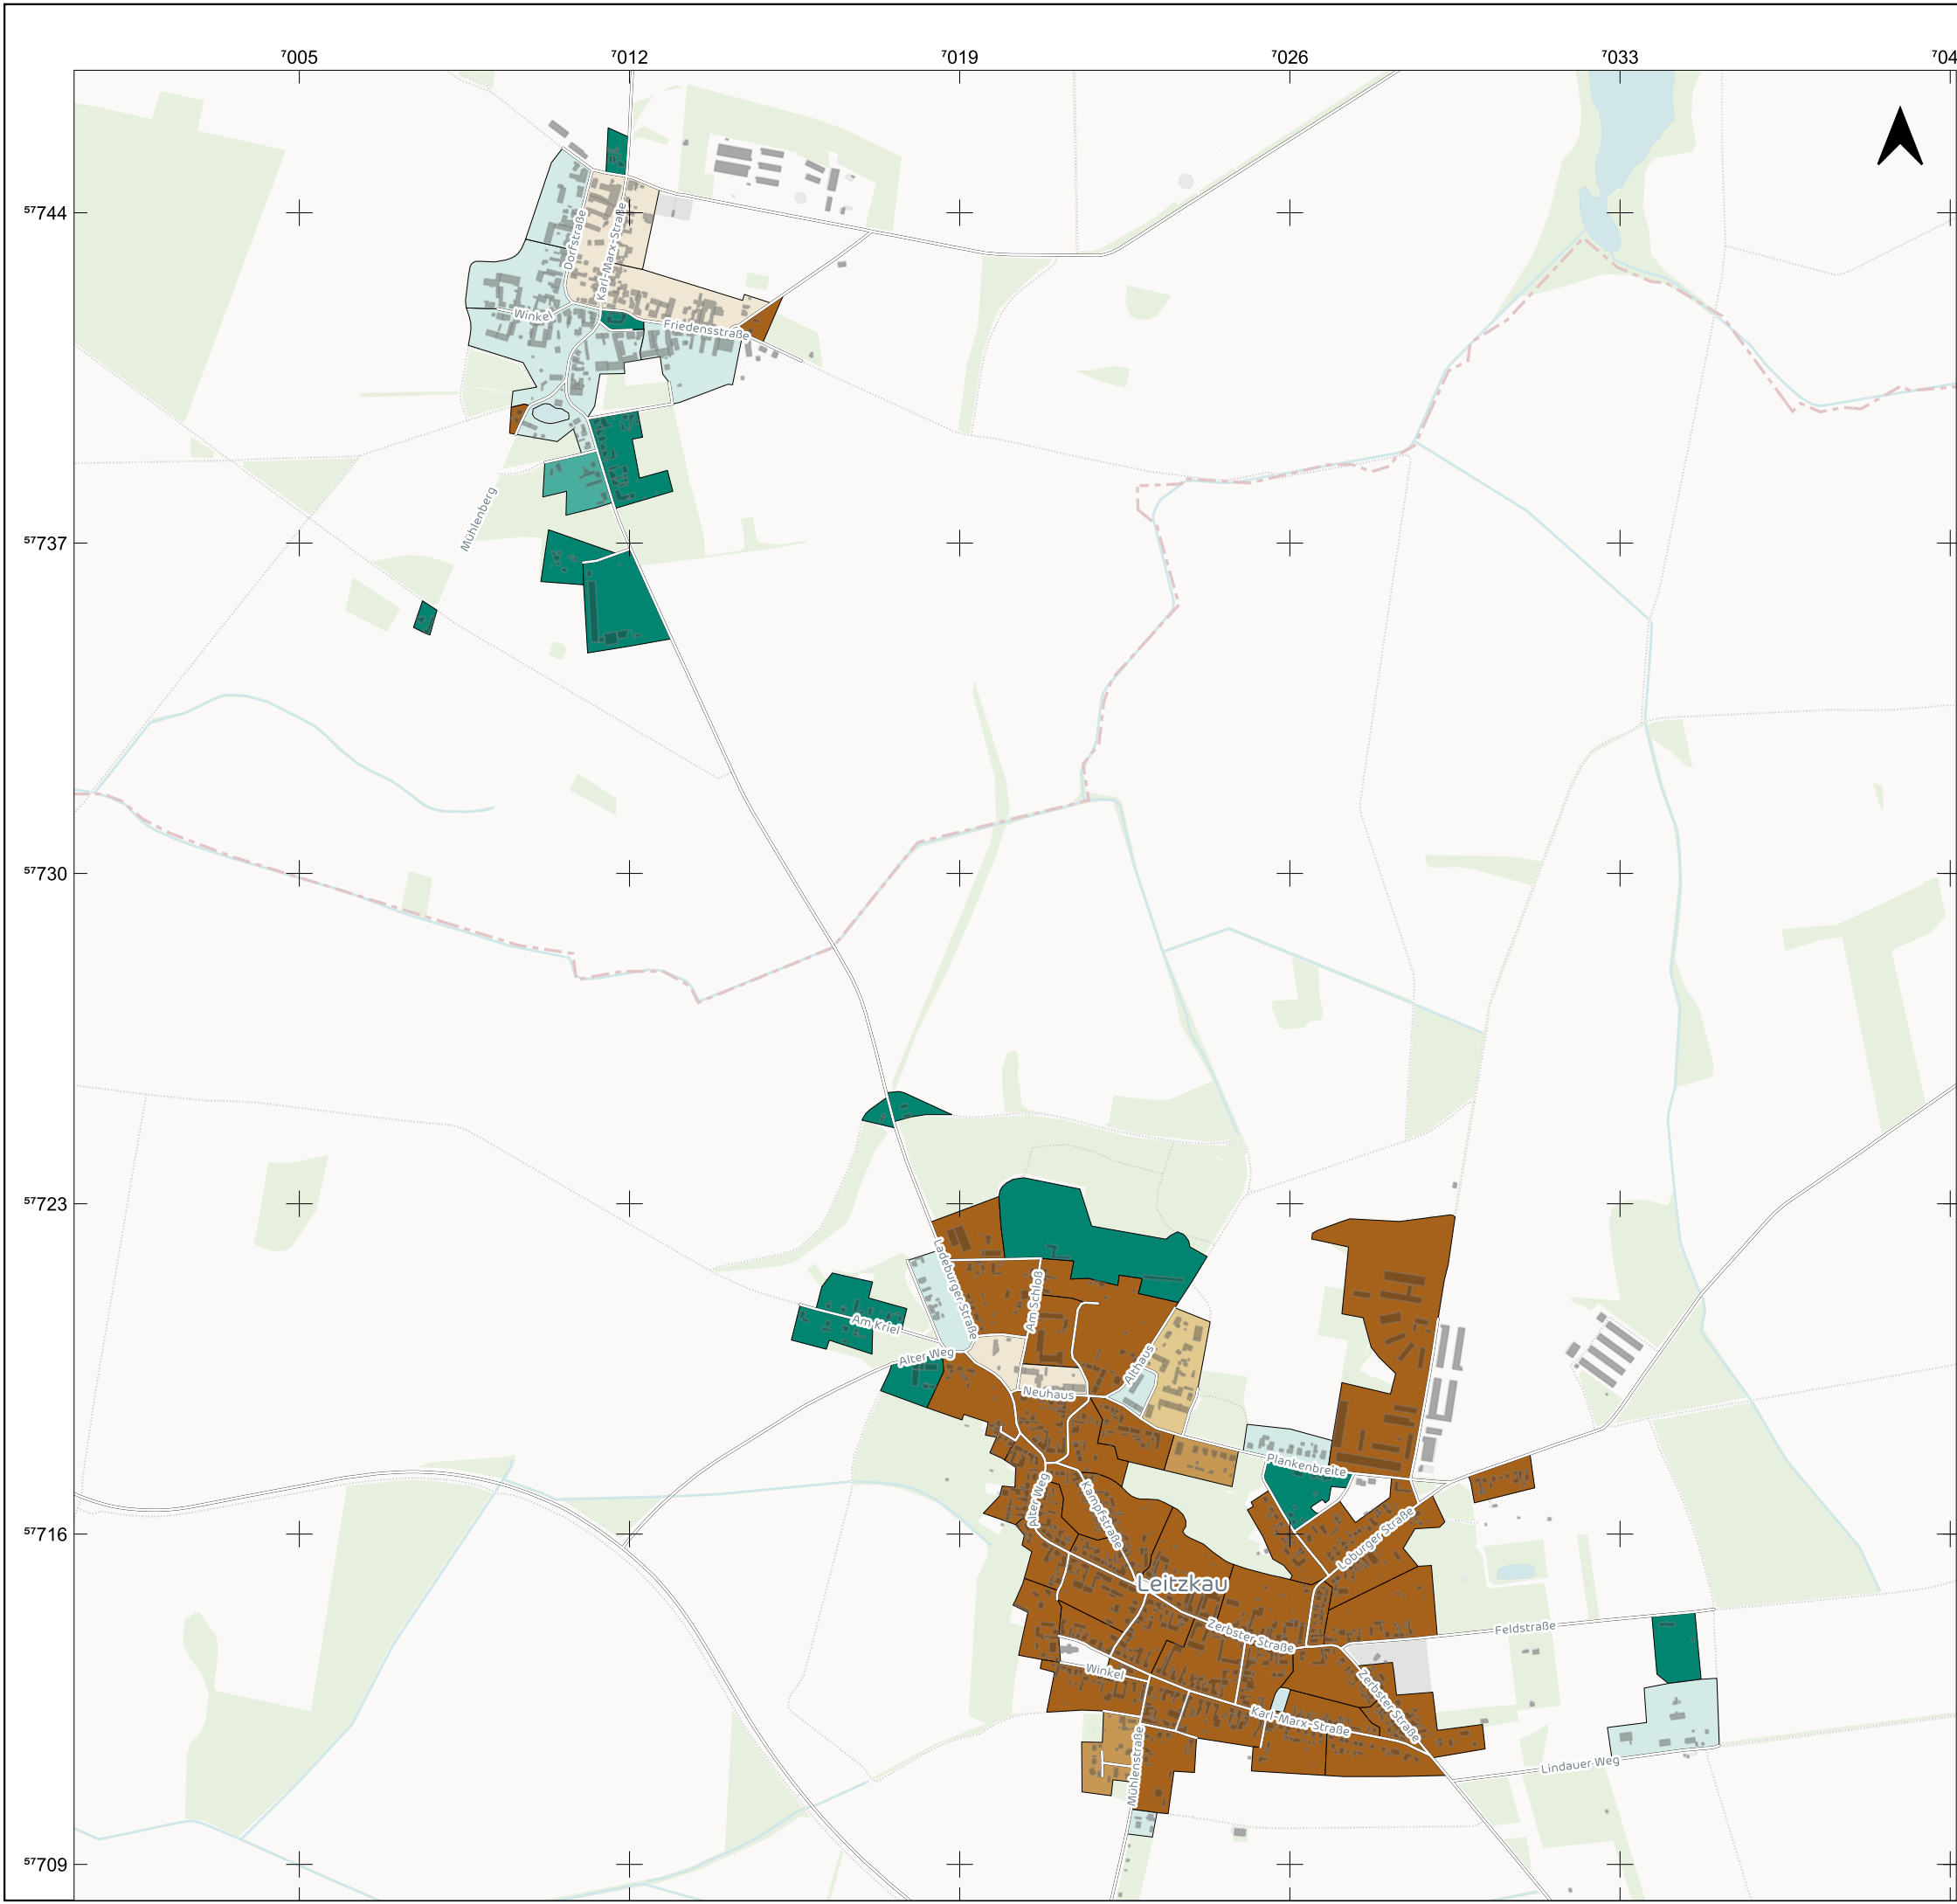 7005 7012 7019 7026 7033 704
5744
57737
57730
57723
57716
57709
Dorfstraße
Karl-Marx-Straße
Winkel
Friedensstraße
Mühlenberg
Ladeburger Straße
Am Schloß
Am Kriel
Alter Weg
Althaus
Neuhaus
Plankenbreite
Alter Weg
Kampfstraße
Loburger Straße
Leitzkau
Zerbster Straße
Feldstraße
Winkel
Zerbster Straße
Karl-Marx-Straße
Mühlenstraße
Lindauer Weg